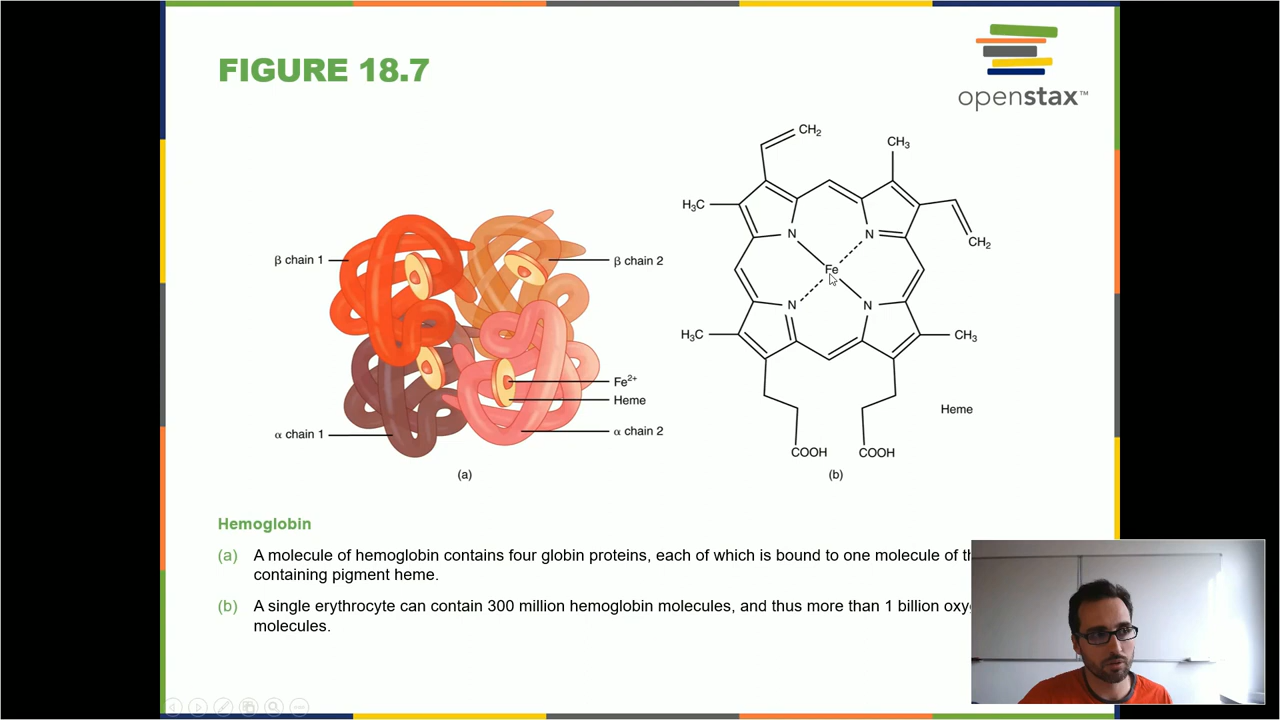 FIGURE 18.7
openstax™
CH₂
CH₃
H₃C
N
N
CH₂
β chain 1
β chain 2
Fe
N
N
H₃C
CH₃
Fe²⁺
Heme
Heme
α chain 1
α chain 2
COOH
COOH
(a)
(b)
Hemoglobin
(a) A molecule of hemoglobin contains four globin proteins, each of which is bound to one molecule of
containing pigment heme.
(b) A single erythrocyte can contain 300 million hemoglobin molecules, and thus more than 1 billion
molecules.